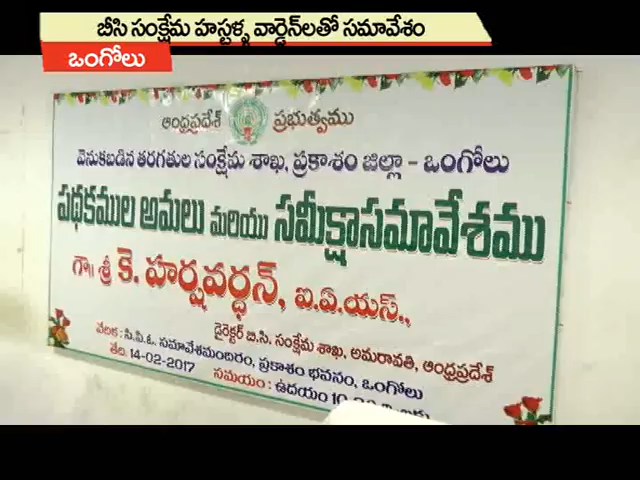 బీసి సంక్షేమ హాస్టళ్ళ వార్డెన్‌లతో సమావేశం
ఒంగోలు
ఆంధ్రప్రదేశ్ ప్రభుత్వము
వెనుకబడిన తరగతుల సంక్షేమ శాఖ, ప్రకాశం జిల్లా - ఒంగోలు
పథకముల అమలు మరియు సమీక్షాసమావేశము
గౌ॥ శ్రీ కె. హర్షవర్ధన్, ఐ.ఏ.యస్.,
డైరెక్టర్ బి.సి. సంక్షేమ శాఖ, అమరావతి, ఆంధ్రప్రదేశ్
వేదిక : సి.పి.ఓ. సమావేశమందిరం, ప్రకాశం భవనం, ఒంగోలు
తేది. 14-02-2017 సమయం : ఉదయం